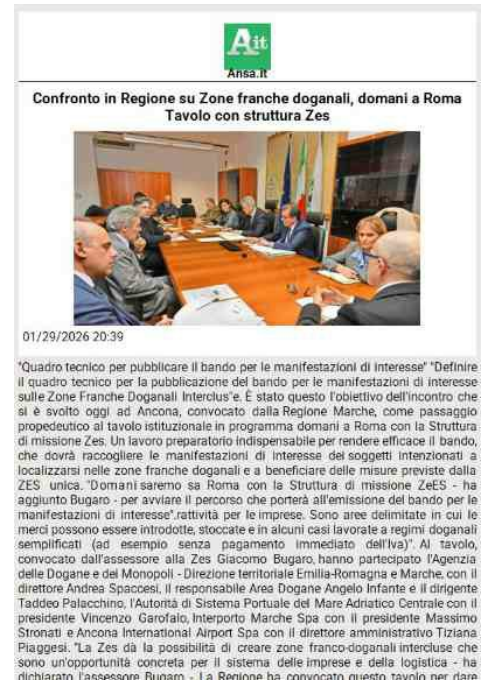 Ait
Ansa.it
Confronto in Regione su Zone franche doganali, domani a Roma
Tavolo con struttura Zes
01/29/2026 20:39
"Quadro tecnico per pubblicare il bando per le manifestazioni di interesse" "Definire
il quadro tecnico per la pubblicazione del bando per le manifestazioni di interesse
sulle Zone Franche Doganali Interclus"e. È stato questo l'obiettivo dell'incontro che
si è svolto oggi ad Ancona, convocato dalla Regione Marche, come passaggio
propedeutico al tavolo istituzionale in programma domani a Roma con la Struttura
di missione Zes. Un lavoro preparatorio indispensabile per rendere efficace il bando,
che dovrà raccogliere le manifestazioni di interesse dei soggetti intenzionati a
localizzarsi nelle zone franche doganali e a beneficiare delle misure previste dalla
ZES unica. "Domani saremo sa Roma con la Struttura di missione ZeES - ha
aggiunto Bugaro - per avviare il percorso che porterà all'emissione del bando per le
manifestazioni di interesse".rattività per le imprese. Sono aree delimitate in cui le
merci possono essere introdotte, stoccate e in alcuni casi lavorate a regimi doganali
semplificati (ad esempio senza pagamento immediato dell'Iva)". Al tavolo,
convocato dall'assessore alla Zes Giacomo Bugaro, hanno partecipato l'Agenzia
delle Dogane e dei Monopoli - Direzione territoriale Emilia-Romagna e Marche, con il
direttore Andrea Spaccesi, il responsabile Area Dogane Angelo Infante e il dirigente
Taddeo Palacchino, l'Autorità di Sistema Portuale del Mare Adriatico Centrale con il
presidente Vincenzo Garofalo, Interporto Marche Spa con il presidente Massimo
Stronati e Ancona International Airport Spa con il direttore amministrativo Tiziana
Piaggesi. "La Zes dà la possibilità di creare zone franco-doganali intercluse che
sono un'opportunità concreta per il sistema delle imprese e della logistica - ha
dichiarato l'assessore Bugaro - La Regione ha convocato questo tavolo per dare